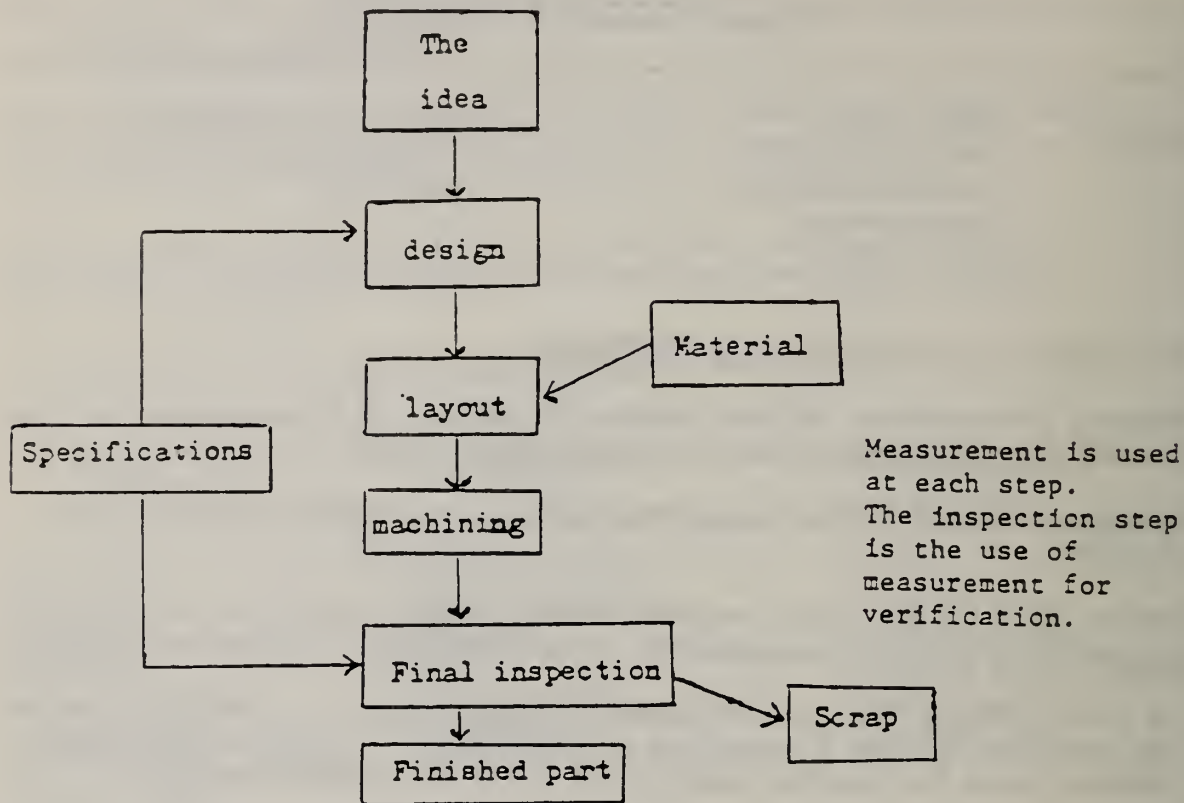 The
idea
design
Material
layout
Specifications
Measurement is used
at each step.
The inspection step
is the use of
measurement for
verification.
machining
Final inspection
Scrap
Finished part